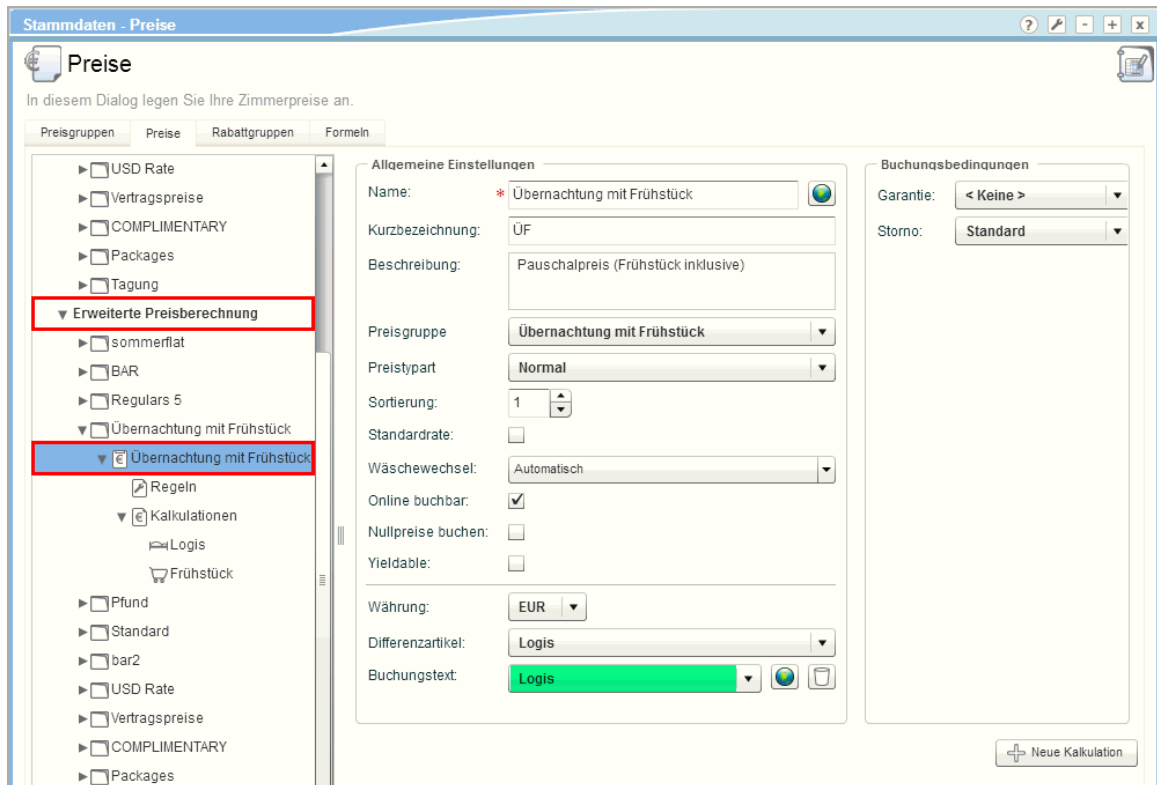 Stammdaten - Preise
Preise
In diesem Dialog legen Sie Ihre Zimmerpreise an.
Preisgruppen Preise Rabattgruppen Formeln
USD Rate
Vertragspreise
COMPLIMENTARY
Packages
Tagung
Erweiterte Preisberechnung
sommerflat
BAR
Regulars 5
Übernachtung mit Frühstück
Übernachtung mit Frühstück
Regeln
Kalkulationen
Logis
Frühstück
Pfund
Standard
bar2
USD Rate
Vertragspreise
COMPLIMENTARY
Packages
Allgemeine Einstellungen
Name: * Übernachtung mit Frühstück
Kurzbezeichnung: ÜF
Beschreibung: Pauschalpreis (Frühstück inklusive)
Preisgruppe Übernachtung mit Frühstück
Preistypart Normal
Sortierung: 1
Standardrate:
Wäschewechsel: Automatisch
Online buchbar:
Nullpreise buchen:
Yieldable:
Währung: EUR
Differenzartikel: Logis
Buchungstext: Logis
Buchungsbedingungen
Garantie: < Keine >
Storno: Standard
Neue Kalkulation